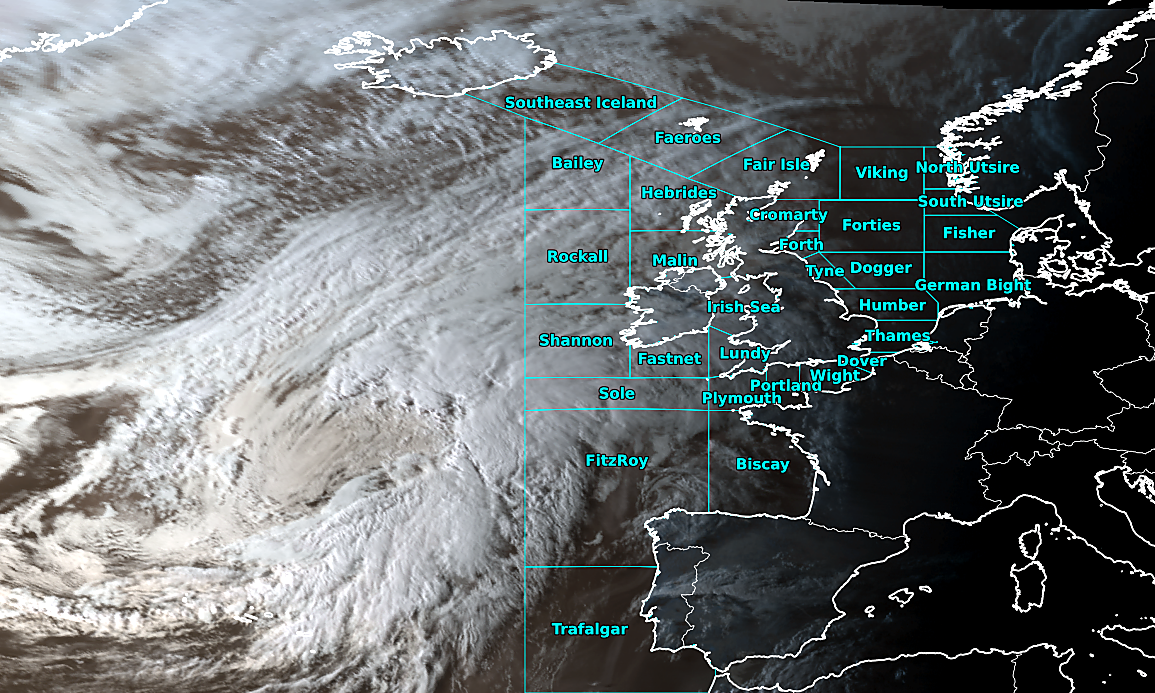 Southeast Iceland
Faeroes
Bailey
Fair Isle
Viking
North Utsire
Hebrides
South Utsire
Cromarty
Forties
Fisher
Forth
Rockall
Malin
Tyne
Dogger
German Bight
Irish Sea
Humber
Shannon
Thames
Fastnet
Lundy
Dover
Wight
Portland
Sole
Plymouth
FitzRoy
Biscay
Trafalgar